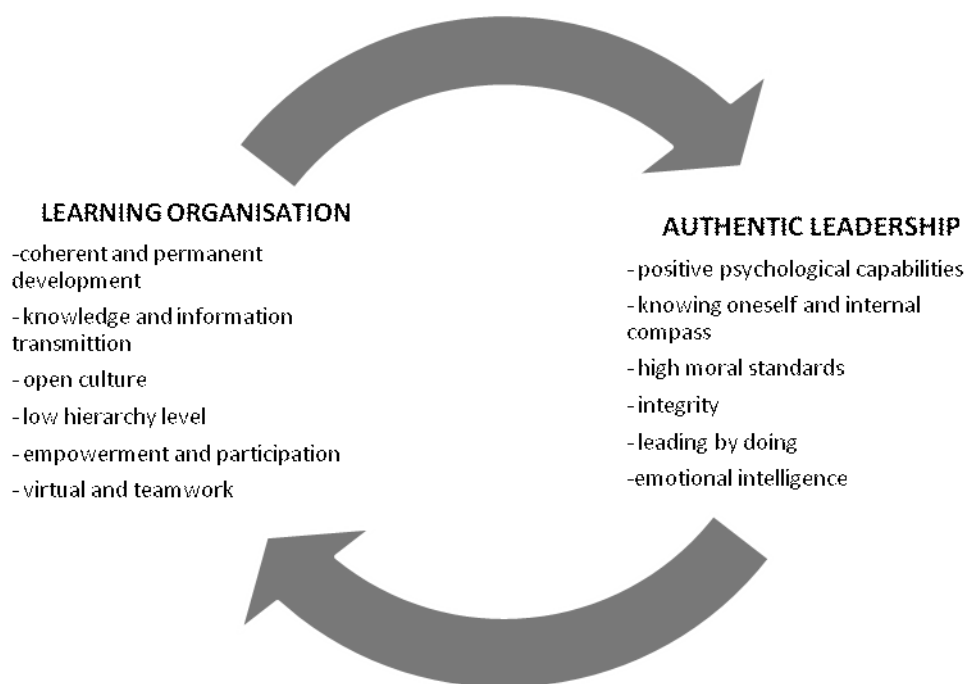 LEARNING ORGANISATION
-coherent and permanent
development
-knowledge and information
transmittion
- open culture
- low hierarchy level
- empowerment and participation
- virtual and teamwork
AUTHENTIC LEADERSHIP
- positive psychological capabilities
- knowing oneself and internal
compass
- high moral standards
- integrity
- leading by doing
-emotional intelligence